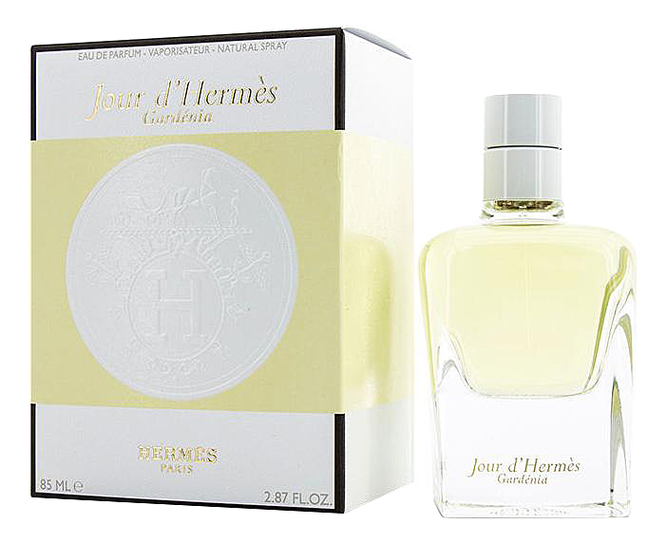 EAU DE PARFUM - VAPORISATEUR - NATURAL SPRAY
Jour d'Hermès
Gardénia
H
HERMÈS
PARIS
85 ML e
2.87 FL.OZ.
Jour d'Hermès
Gardénia